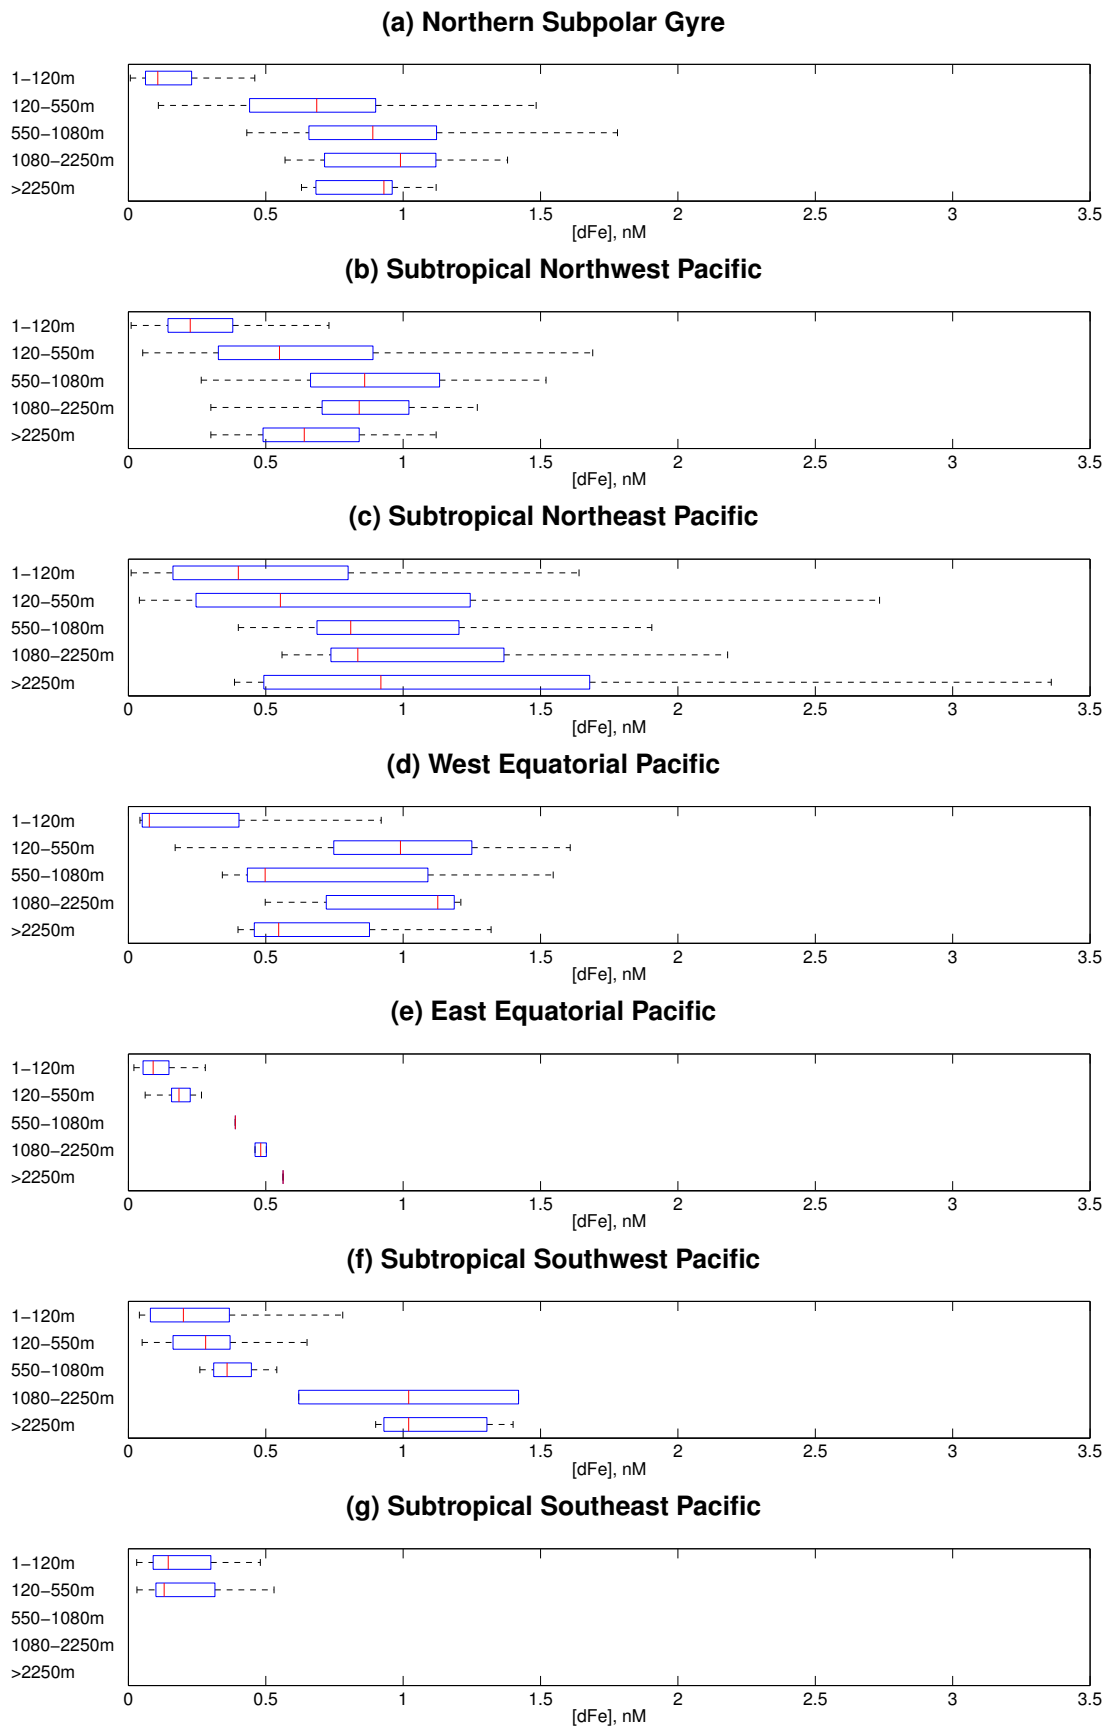 (a) Northern Subpolar Gyre
1−120m
120−550m
550−1080m
1080−2250m
>2250m
0 0.5 1 1.5 2 2.5 3 3.5
[dFe], nM
(b) Subtropical Northwest Pacific
1−120m
120−550m
550−1080m
1080−2250m
>2250m
0 0.5 1 1.5 2 2.5 3 3.5
[dFe], nM
(c) Subtropical Northeast Pacific
1−120m
120−550m
550−1080m
1080−2250m
>2250m
0 0.5 1 1.5 2 2.5 3 3.5
[dFe], nM
(d) West Equatorial Pacific
1−120m
120−550m
550−1080m
1080−2250m
>2250m
0 0.5 1 1.5 2 2.5 3 3.5
[dFe], nM
(e) East Equatorial Pacific
1−120m
120−550m
550−1080m
1080−2250m
>2250m
0 0.5 1 1.5 2 2.5 3 3.5
[dFe], nM
(f) Subtropical Southwest Pacific
1−120m
120−550m
550−1080m
1080−2250m
>2250m
0 0.5 1 1.5 2 2.5 3 3.5
[dFe], nM
(g) Subtropical Southeast Pacific
1−120m
120−550m
550−1080m
1080−2250m
>2250m
0 0.5 1 1.5 2 2.5 3 3.5
[dFe], nM